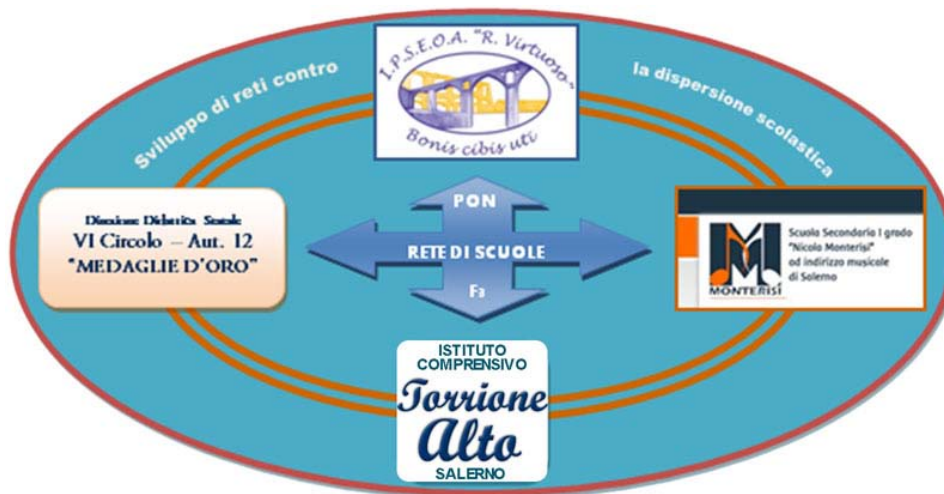 Sviluppo di reti contro
la dispersione scolastica
I.P.S.E.O.A. "R. Virtuoso"
Bonis cibis uti
Direzione Didattica Statale
VI Circolo – Aut. 12
"MEDAGLIE D'ORO"
PON
RETE DI SCUOLE
F3
MONTERISI
Scuola Secondaria I grado
"Nicola Monterisi"
ad indirizzo musicale
di Salerno
ISTITUTO
COMPRENSIVO
Torrione
Alto
SALERNO